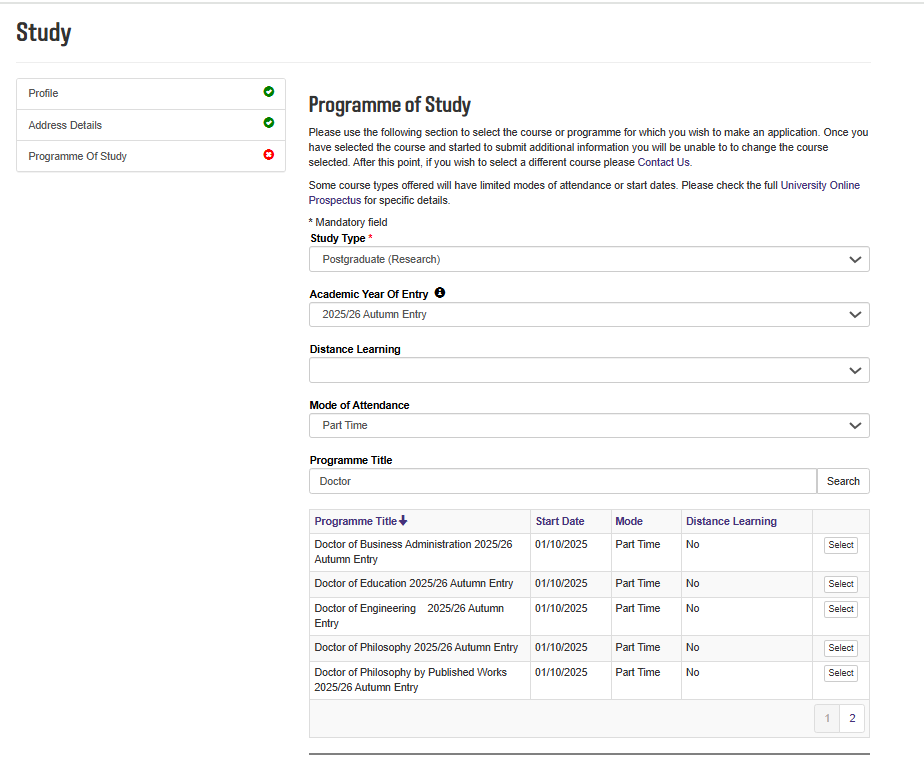 Study
Profile
Address Details
Programme Of Study
Programme of Study
Please use the following section to select the course or programme for which you wish to make an application. Once you
have selected the course and started to submit additional information you will be unable to to change the course
selected. After this point, if you wish to select a different course please Contact Us.
Some course types offered will have limited modes of attendance or start dates. Please check the full University Online
Prospectus for specific details.
* Mandatory field
Study Type *
Postgraduate (Research)
Academic Year Of Entry
2025/26 Autumn Entry
Distance Learning
Mode of Attendance
Part Time
Programme Title
Doctor Search
Programme Title Start Date Mode Distance Learning
Doctor of Business Administration 2025/26 01/10/2025 Part Time No Select
Autumn Entry
Doctor of Education 2025/26 Autumn Entry 01/10/2025 Part Time No Select
Doctor of Engineering 2025/26 Autumn 01/10/2025 Part Time No Select
Entry
Doctor of Philosophy 2025/26 Autumn Entry 01/10/2025 Part Time No Select
Doctor of Philosophy by Published Works 01/10/2025 Part Time No Select
2025/26 Autumn Entry
1 2